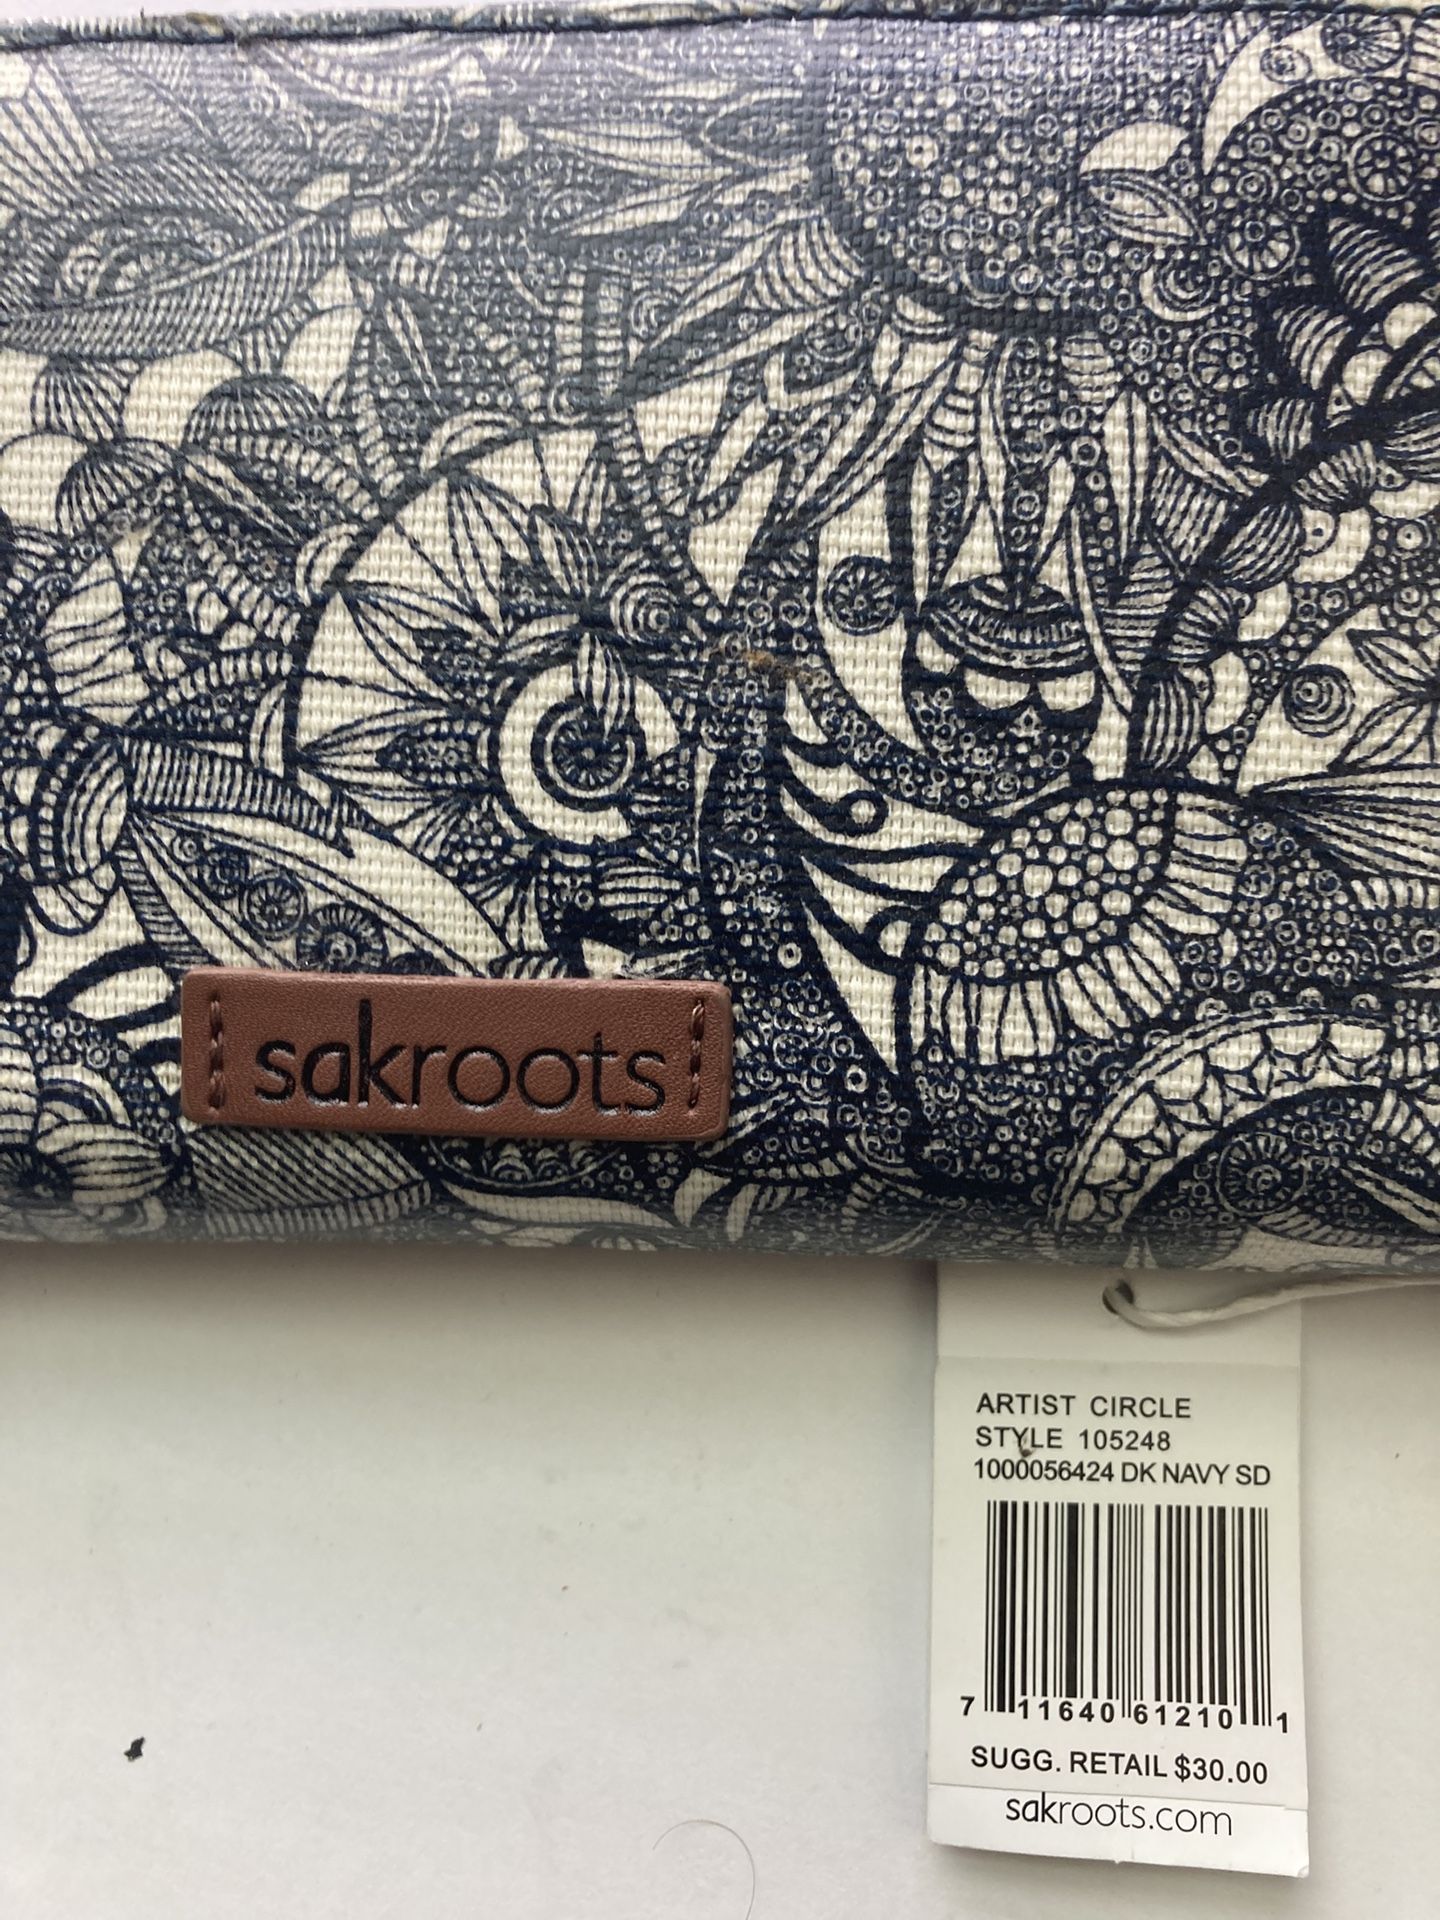 sakroots
ARTIST CIRCLE
STYLE 105248
1000056424 DK NAVY SD
7 11640 61210 1
SUGG. RETAIL $30.00
sakroots.com